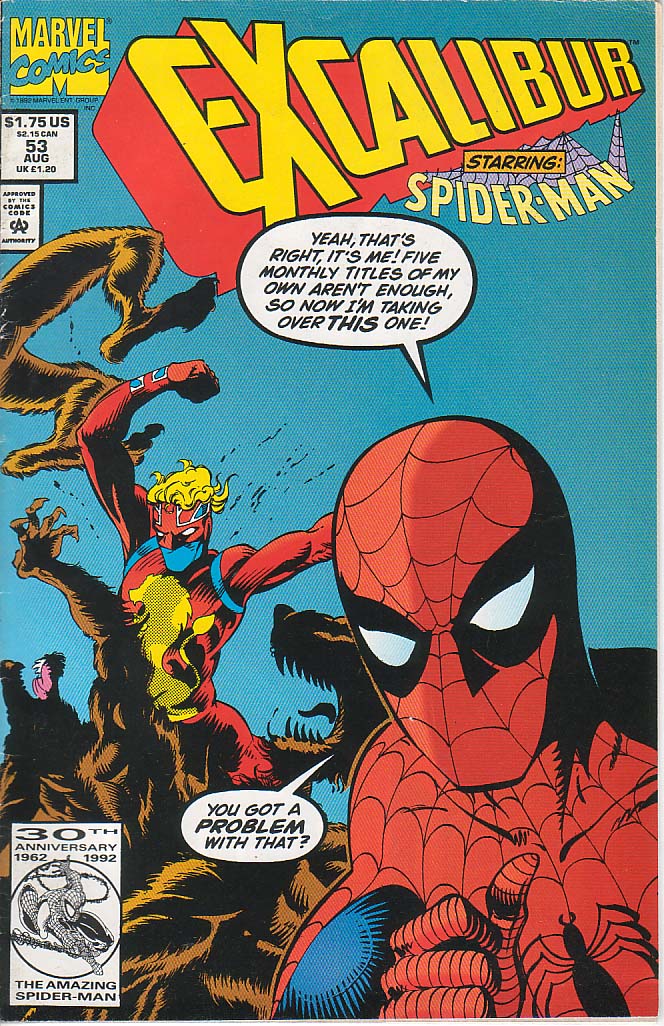 MARVEL
COMICS
M
©1992 MARVEL ENT. GROUP,
INC.
$1.75 US
$2.15 CAN
53
AUG
UK £1.20
APPROVED
BY THE
COMICS
CODE
CA
AUTHORITY
EXCALIBUR™
STARRING:
SPIDER-MAN
YEAH, THAT'S
RIGHT, IT'S ME! FIVE
MONTHLY TITLES OF MY
OWN AREN'T ENOUGH,
SO NOW I'M TAKING
OVER THIS ONE!
YOU GOT A
PROBLEM
WITH THAT?
30TH
ANNIVERSARY
1962 1992
THE AMAZING
SPIDER-MAN